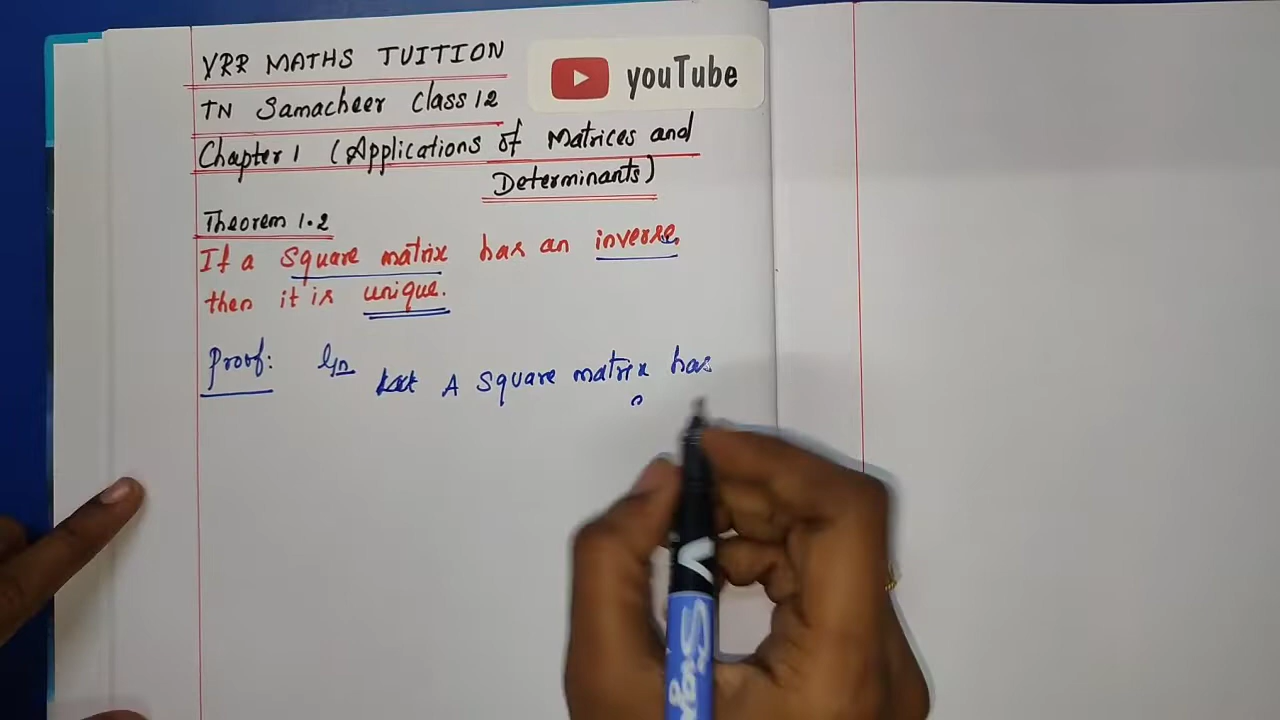 YRR MATHS TUITION
youTube
TN Samacheer Class 12
Chapter 1 (Applications of Matrices and
Determinants)
Theorem 1.2
If a square matrix has an inverse,
then it is unique.
Proof: A square matrix has